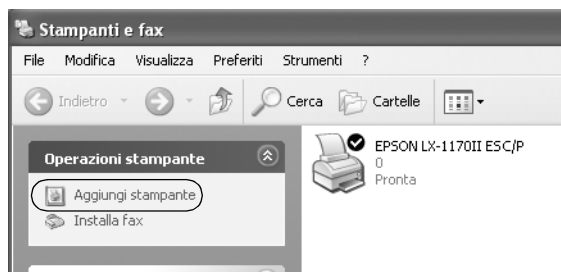 Stampanti e fax
File Modifica Visualizza Preferiti Strumenti ?
Indietro Cerca Cartelle
Operazioni stampante
Aggiungi stampante
Installa fax
EPSON LX-1170II ESC/P
0
Pronta